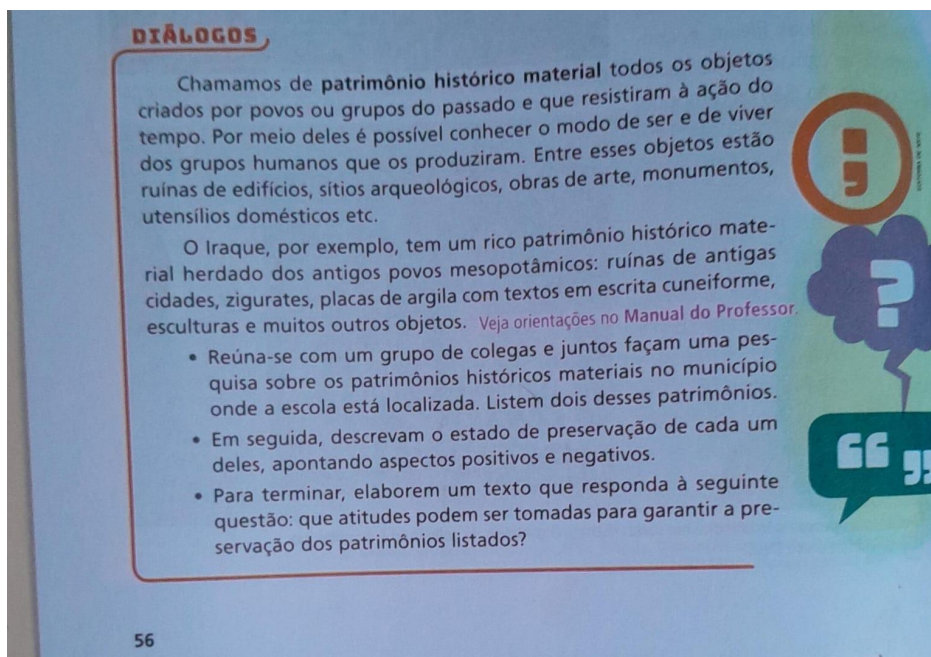 DIÁLOGOS
Chamamos de patrimônio histórico material todos os objetos
criados por povos ou grupos do passado e que resistiram à ação do
tempo. Por meio deles é possível conhecer o modo de ser e de viver
dos grupos humanos que os produziram. Entre esses objetos estão
ruínas de edifícios, sítios arqueológicos, obras de arte, monumentos,
utensílios domésticos etc.
O Iraque, por exemplo, tem um rico patrimônio histórico mate-
rial herdado dos antigos povos mesopotâmicos: ruínas de antigas
cidades, zigurates, placas de argila com textos em escrita cuneiforme,
esculturas e muitos outros objetos. Veja orientações no Manual do Professor.
• Reúna-se com um grupo de colegas e juntos façam uma pes-
quisa sobre os patrimônios históricos materiais no município
onde a escola está localizada. Listem dois desses patrimônios.
• Em seguida, descrevam o estado de preservação de cada um
deles, apontando aspectos positivos e negativos.
• Para terminar, elaborem um texto que responda à seguinte
questão: que atitudes podem ser tomadas para garantir a pre-
servação dos patrimônios listados?
56